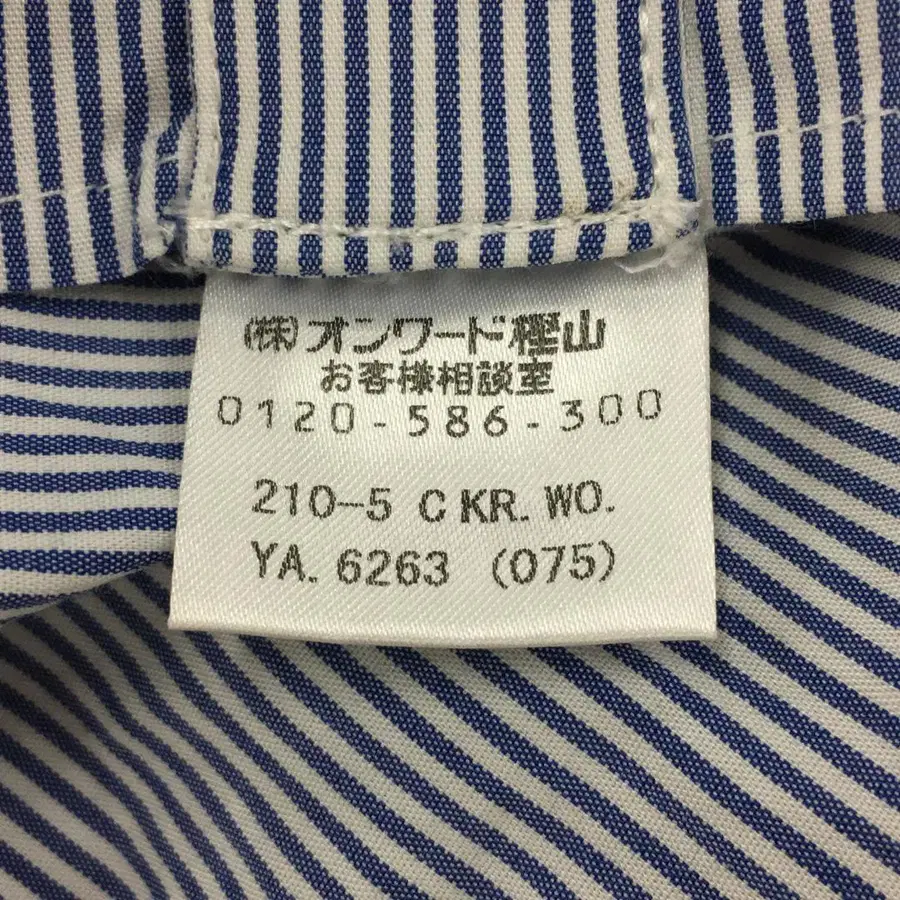 (株)オンワード樫山
お客様相談室
0120-586-300
210-5 C KR. WO.
YA. 6263 (075)